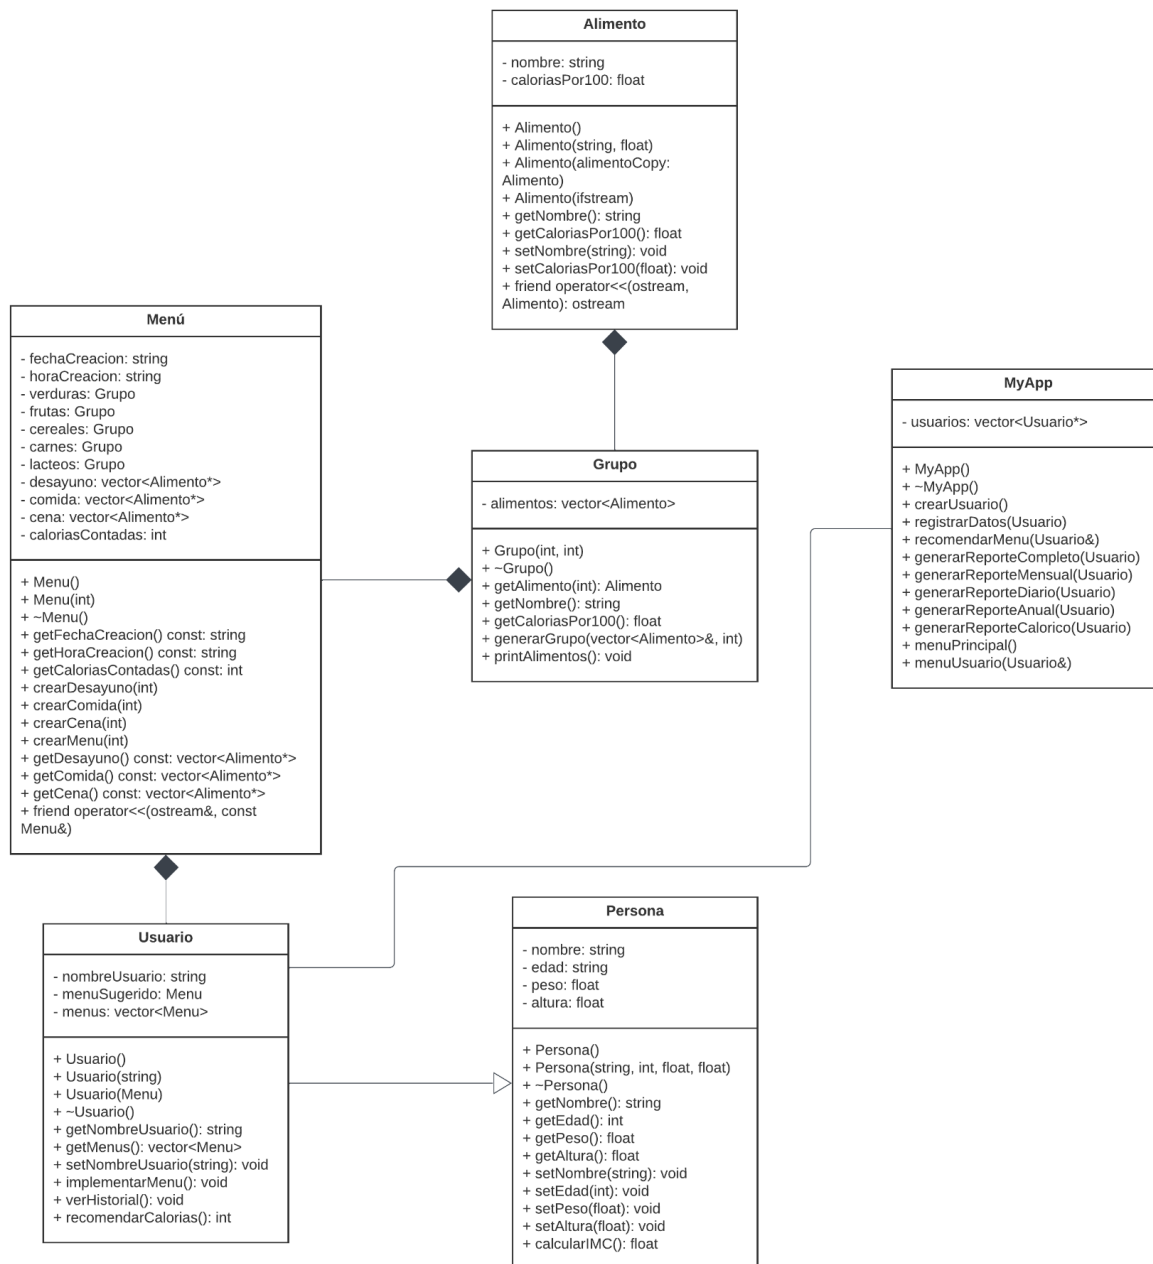 Alimento
- nombre: string
- caloriasPor100: float
+ Alimento()
+ Alimento(string, float)
+ Alimento(alimentoCopy:
Alimento)
+ Alimento(ifstream)
+ getNombre(): string
+ getCaloriasPor100(): float
+ setNombre(string): void
+ setCaloriasPor100(float): void
+ friend operator<<(ostream,
Alimento): ostream
Menú
- fechaCreacion: string
- horaCreacion: string
- verduras: Grupo
- frutas: Grupo
- cereales: Grupo
- carnes: Grupo
- lacteos: Grupo
- desayuno: vector<Alimento*>
- comida: vector<Alimento*>
- cena: vector<Alimento*>
- caloriasContadas: int
+ Menu()
+ Menu(int)
+ ~Menu()
+ getFechaCreacion() const: string
+ getHoraCreacion() const: string
+ getCaloriasContadas() const: int
+ crearDesayuno(int)
+ crearComida(int)
+ crearCena(int)
+ crearMenu(int)
+ getDesayuno() const: vector<Alimento*>
+ getComida() const: vector<Alimento*>
+ getCena() const: vector<Alimento*>
+ friend operator<<(ostream&, const
Menu&)
Grupo
- alimentos: vector<Alimento>
+ Grupo(int, int)
+ ~Grupo()
+ getAlimento(int): Alimento
+ getNombre(): string
+ getCaloriasPor100(): float
+ generarGrupo(vector<Alimento>&, int)
+ printAlimentos(): void
MyApp
- usuarios: vector<Usuario*>
+ MyApp()
+ ~MyApp()
+ crearUsuario()
+ registrarDatos(Usuario)
+ recomendarMenu(Usuario&)
+ generarReporteCompleto(Usuario)
+ generarReporteMensual(Usuario)
+ generarReporteDiario(Usuario)
+ generarReporteAnual(Usuario)
+ generarReporteCalorico(Usuario)
+ menuPrincipal()
+ menuUsuario(Usuario&)
Usuario
- nombreUsuario: string
- menuSugerido: Menu
- menus: vector<Menu>
+ Usuario()
+ Usuario(string)
+ Usuario(Menu)
+ ~Usuario()
+ getNombreUsuario(): string
+ getMenus(): vector<Menu>
+ setNombreUsuario(string): void
+ implementarMenu(): void
+ verHistorial(): void
+ recomendarCalorias(): int
Persona
- nombre: string
- edad: string
- peso: float
- altura: float
+ Persona()
+ Persona(string, int, float, float)
+ ~Persona()
+ getNombre(): string
+ getEdad(): int
+ getPeso(): float
+ getAltura(): float
+ setNombre(string): void
+ setEdad(int): void
+ setPeso(float): void
+ setAltura(float): void
+ calcularIMC(): float